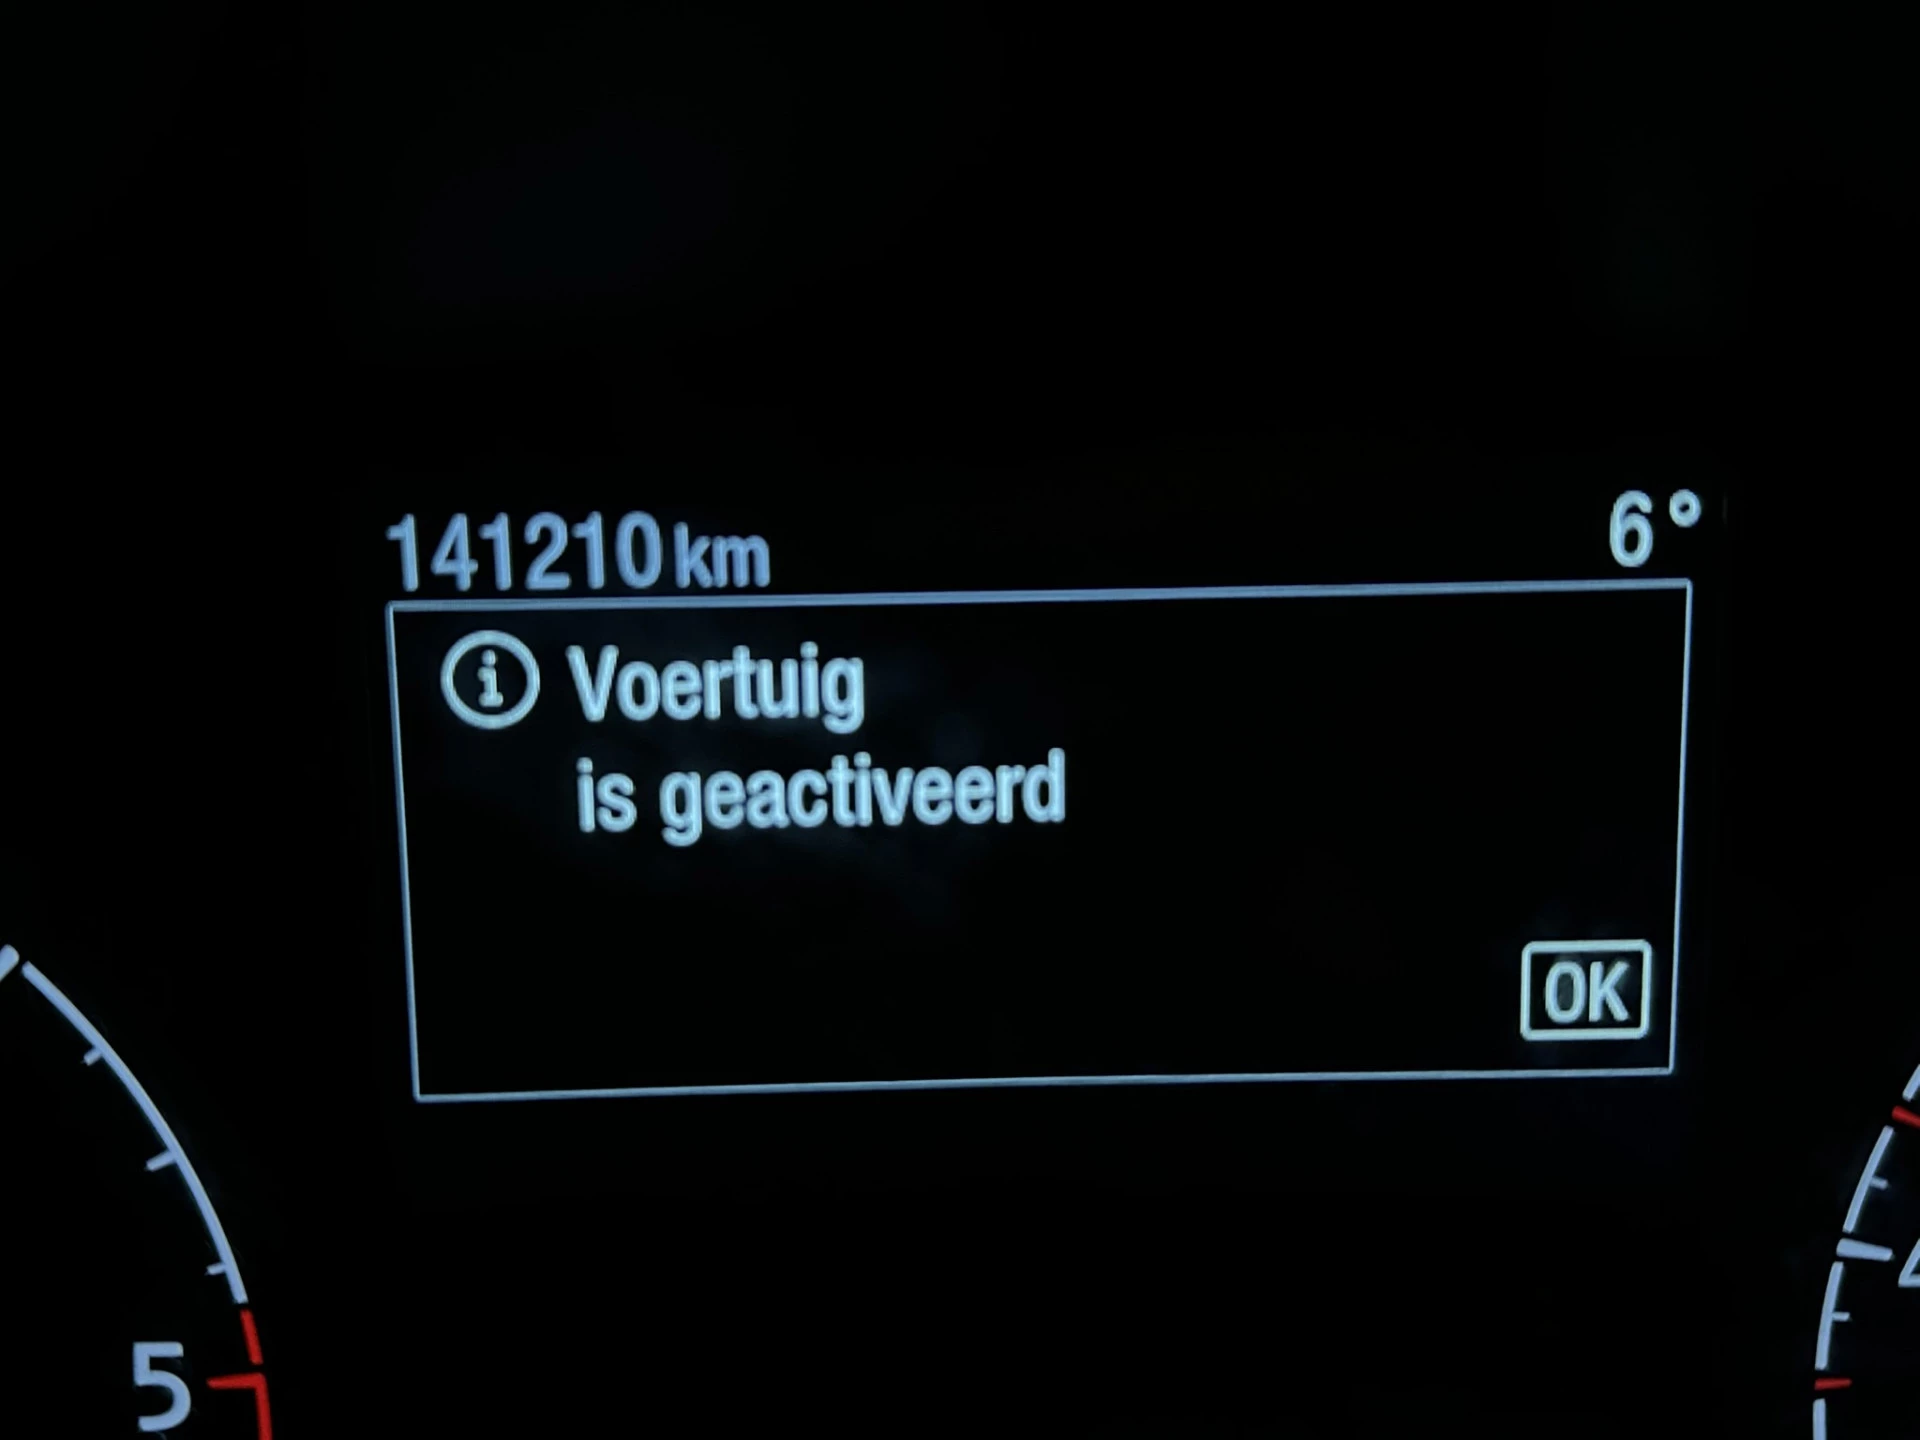 141210 km 6°
i Voertuig
is geactiveerd
OK
5